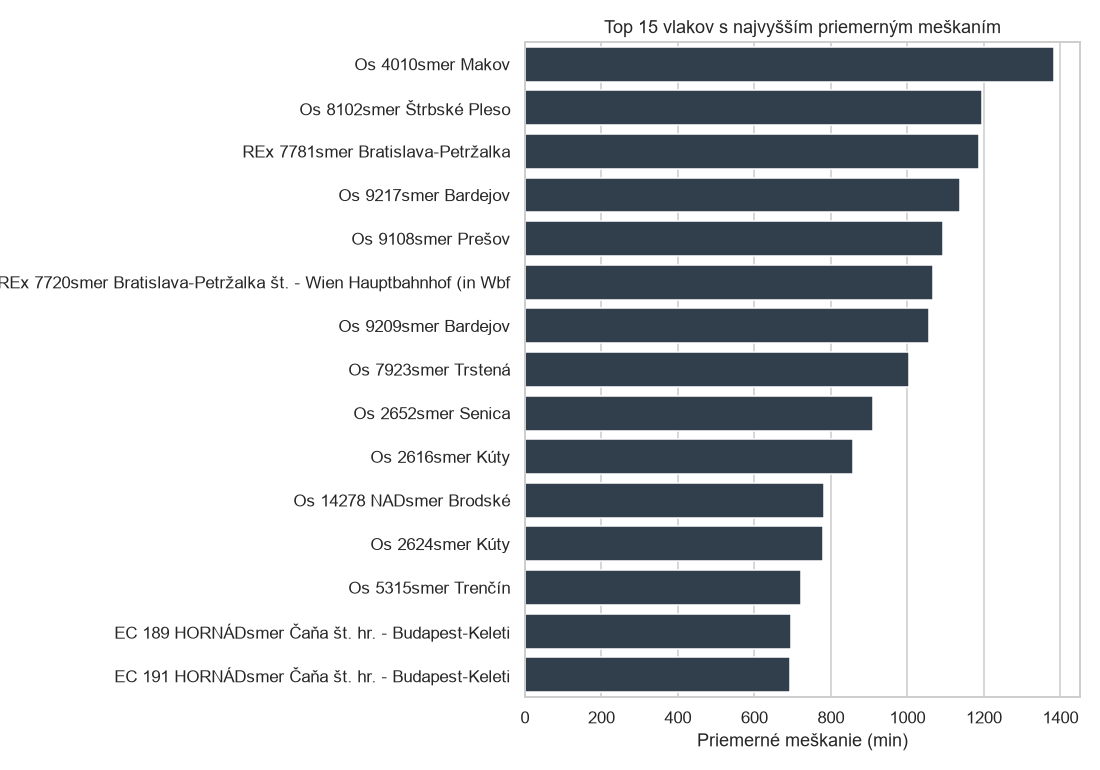 Top 15 vlakov s najvyšším priemerným meškaním
Os 4010smer Makov
Os 8102smer Štrbské Pleso
REx 7781smer Bratislava-Petržalka
Os 9217smer Bardejov
Os 9108smer Prešov
REx 7720smer Bratislava-Petržalka št. - Wien Hauptbahnhof (in Wbf
Os 9209smer Bardejov
Os 7923smer Trstená
Os 2652smer Senica
Os 2616smer Kúty
Os 14278 NADsmer Brodské
Os 2624smer Kúty
Os 5315smer Trenčín
EC 189 HORNÁDsmer Čaňa št. hr. - Budapest-Keleti
EC 191 HORNÁDsmer Čaňa št. hr. - Budapest-Keleti
0 200 400 600 800 1000 1200 1400
Priemerné meškanie (min)